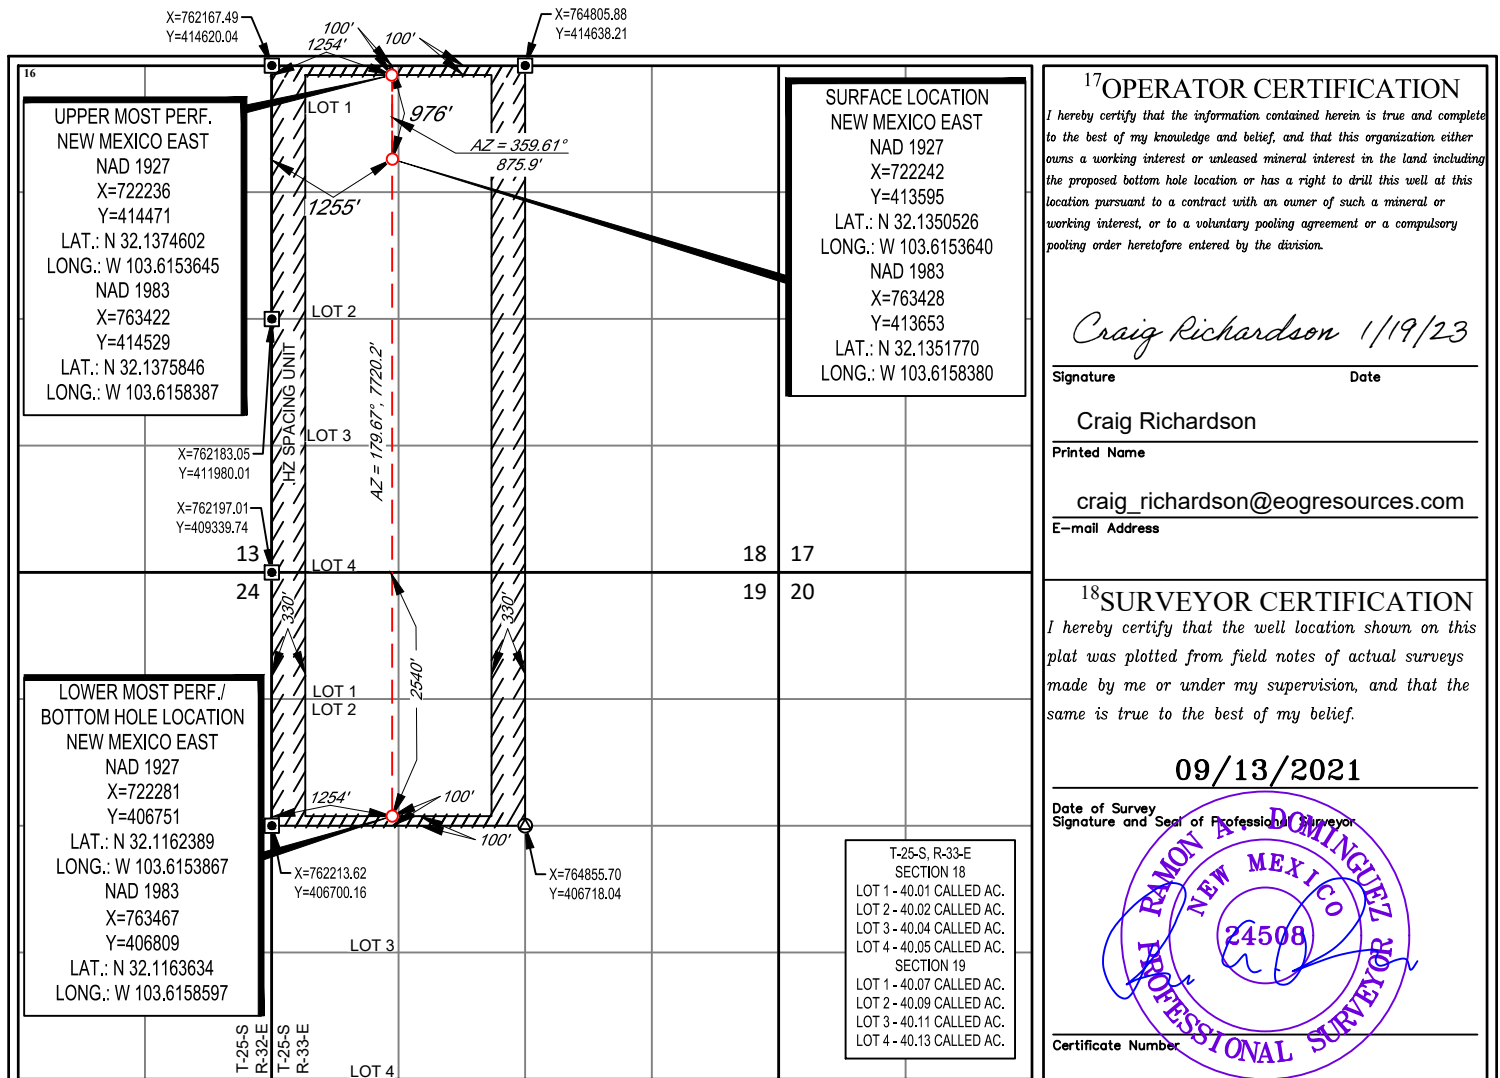 X=762167.49
Y=414620.04
X=764805.88
Y=414638.21
100'
1254'
100'
16
UPPER MOST PERF.
NEW MEXICO EAST
NAD 1927
X=722236
Y=414471
LAT.: N 32.1374602
LONG.: W 103.6153645
NAD 1983
X=763422
Y=414529
LAT.: N 32.1375846
LONG.: W 103.6158387
LOT 1
976'
AZ = 359.61°
875.9'
1255'
SURFACE LOCATION
NEW MEXICO EAST
NAD 1927
X=722242
Y=413595
LAT.: N 32.1350526
LONG.: W 103.6153640
NAD 1983
X=763428
Y=413653
LAT.: N 32.1351770
LONG.: W 103.6158380
LOT 2
HZ SPACING UNIT
AZ = 179.67°, 7720.2'
LOT 3
X=762183.05
Y=411980.01
X=762197.01
Y=409339.74
13
LOT 4
18
17
24
19
20
330'
330'
2540'
LOT 1
LOT 2
LOWER MOST PERF./
BOTTOM HOLE LOCATION
NEW MEXICO EAST
NAD 1927
X=722281
Y=406751
LAT.: N 32.1162389
LONG.: W 103.6153867
NAD 1983
X=763467
Y=406809
LAT.: N 32.1163634
LONG.: W 103.6158597
1254'
100'
100'
X=762213.62
Y=406700.16
X=764855.70
Y=406718.04
LOT 3
LOT 4
T-25-S
R-32-E
T-25-S
R-33-E
T-25-S, R-33-E
SECTION 18
LOT 1 - 40.01 CALLED AC.
LOT 2 - 40.02 CALLED AC.
LOT 3 - 40.04 CALLED AC.
LOT 4 - 40.05 CALLED AC.
SECTION 19
LOT 1 - 40.07 CALLED AC.
LOT 2 - 40.09 CALLED AC.
LOT 3 - 40.11 CALLED AC.
LOT 4 - 40.13 CALLED AC.
17OPERATOR CERTIFICATION
I hereby certify that the information contained herein is true and complete
to the best of my knowledge and belief, and that this organization either
owns a working interest or unleased mineral interest in the land including
the proposed bottom hole location or has a right to drill this well at this
location pursuant to a contract with an owner of such a mineral or
working interest, or to a voluntary pooling agreement or a compulsory
pooling order heretofore entered by the division.
Craig Richardson 1/19/23
Signature Date
Craig Richardson
Printed Name
craig_richardson@eogresources.com
E-mail Address
18SURVEYOR CERTIFICATION
I hereby certify that the well location shown on this
plat was plotted from field notes of actual surveys
made by me or under my supervision, and that the
same is true to the best of my belief.
09/13/2021
Date of Survey
Signature and Seal of Professional Surveyor
RAMON A. DOMINGUEZ
NEW MEXICO
24508
PROFESSIONAL SURVEYOR
Certificate Number